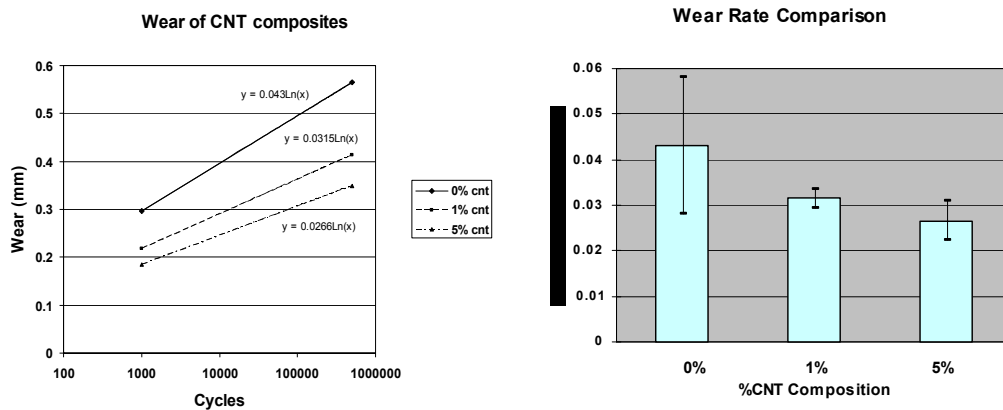 Wear of CNT composites
0.6
0.5
0.4
0.3
0.2
0.1
0
100
1000
10000
100000
1000000
Wear (mm)
Cycles
y = 0.043Ln(x)
y = 0.0315Ln(x)
y = 0.0266Ln(x)
0% cnt
1% cnt
5% cnt
Wear Rate Comparison
0.06
0.05
0.04
0.03
0.02
0.01
0
0%
1%
5%
%CNT Composition